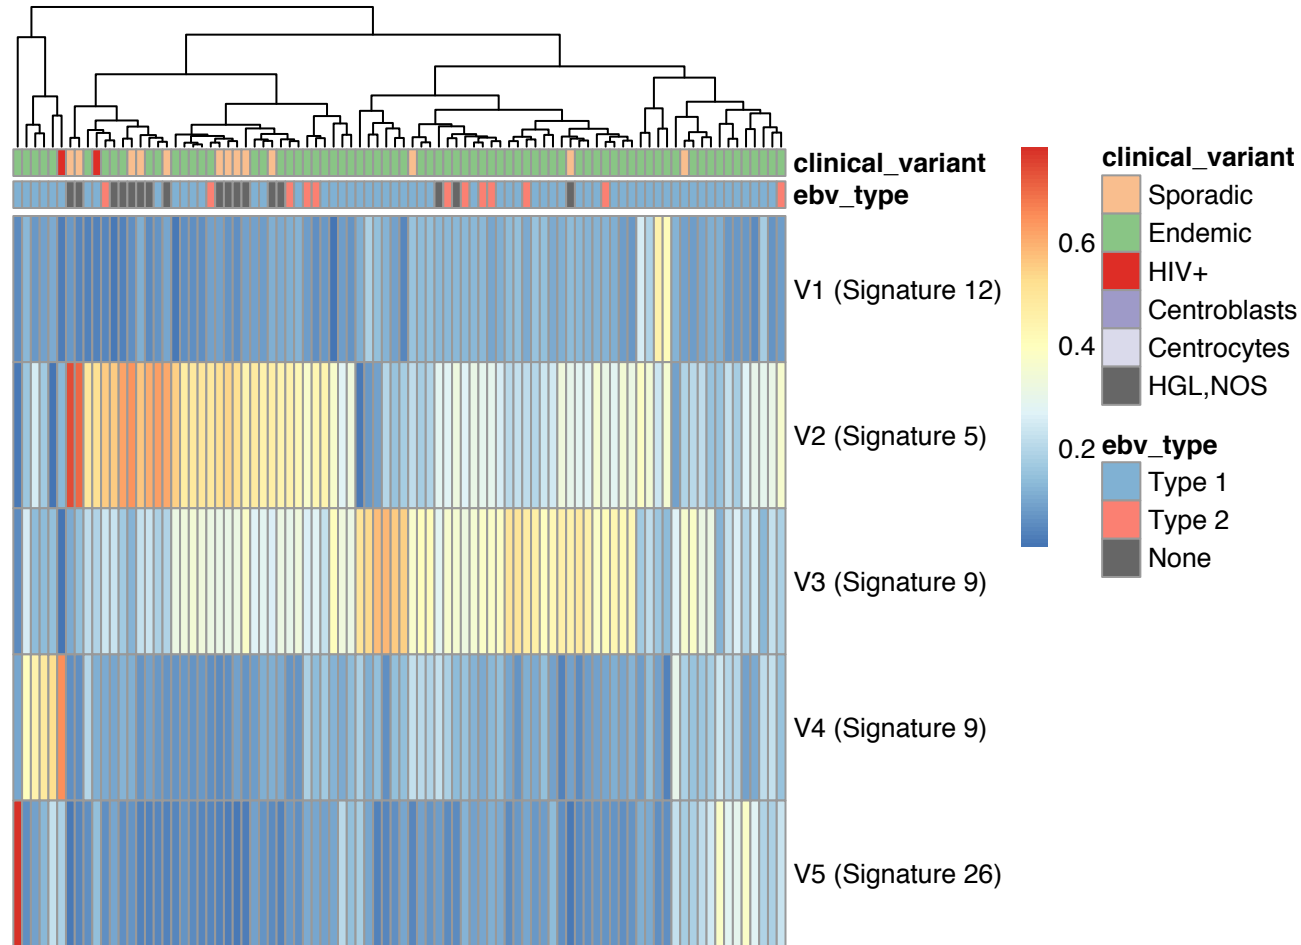 clinical_variant
ebv_type
V1 (Signature 12)
V2 (Signature 5)
V3 (Signature 9)
V4 (Signature 9)
V5 (Signature 26)
0.6
0.4
0.2
clinical_variant
Sporadic
Endemic
HIV+
Centroblasts
Centrocytes
HGL,NOS
ebv_type
Type 1
Type 2
None